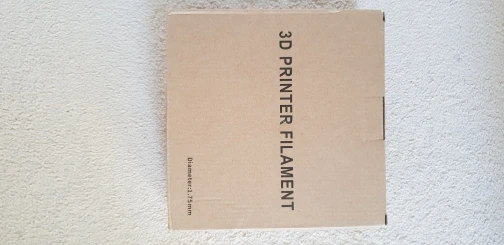 3D PRINTER FILAMENT
Diameter:1.75mm